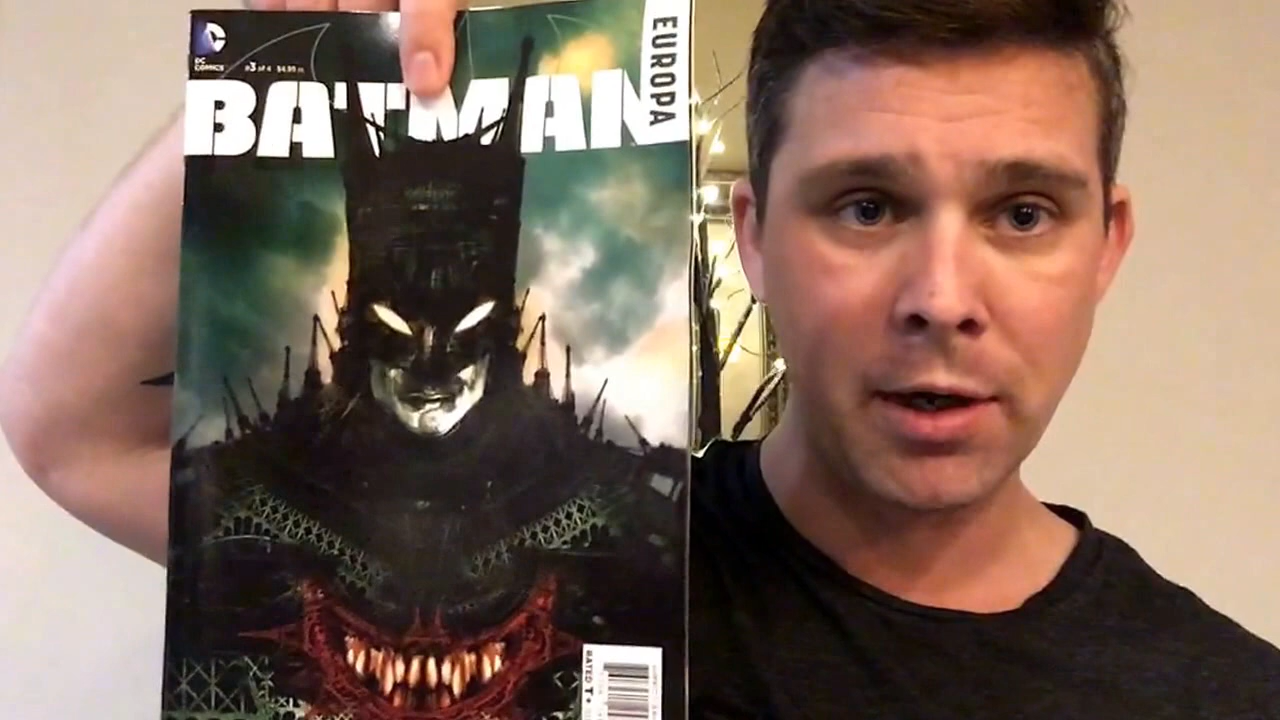 DC
COMICS
#3 of 4 $4.99 US
BATMAN
EUROPA
RATED T+